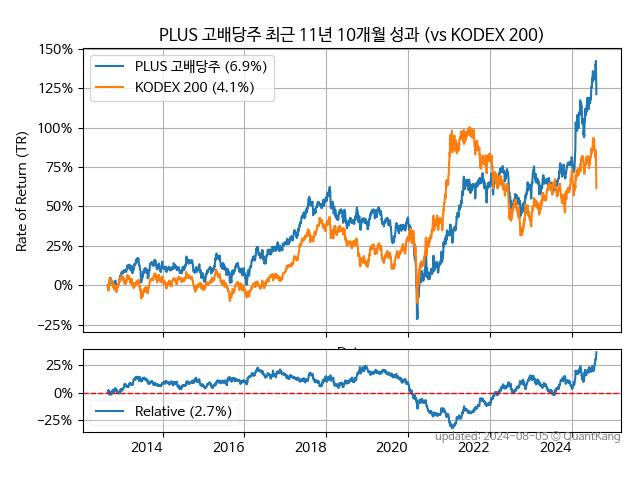 PLUS 고배당주 최근 11년 10개월 성과 (vs KODEX 200)
150%
125%
100%
75%
50%
25%
0%
−25%
Rate of Return (TR)
PLUS 고배당주 (6.9%)
KODEX 200 (4.1%)
25%
0%
−25%
Relative (2.7%)
2014
2016
2018
2020
2022
2024
updated: 2024-08-05 © QuantKang